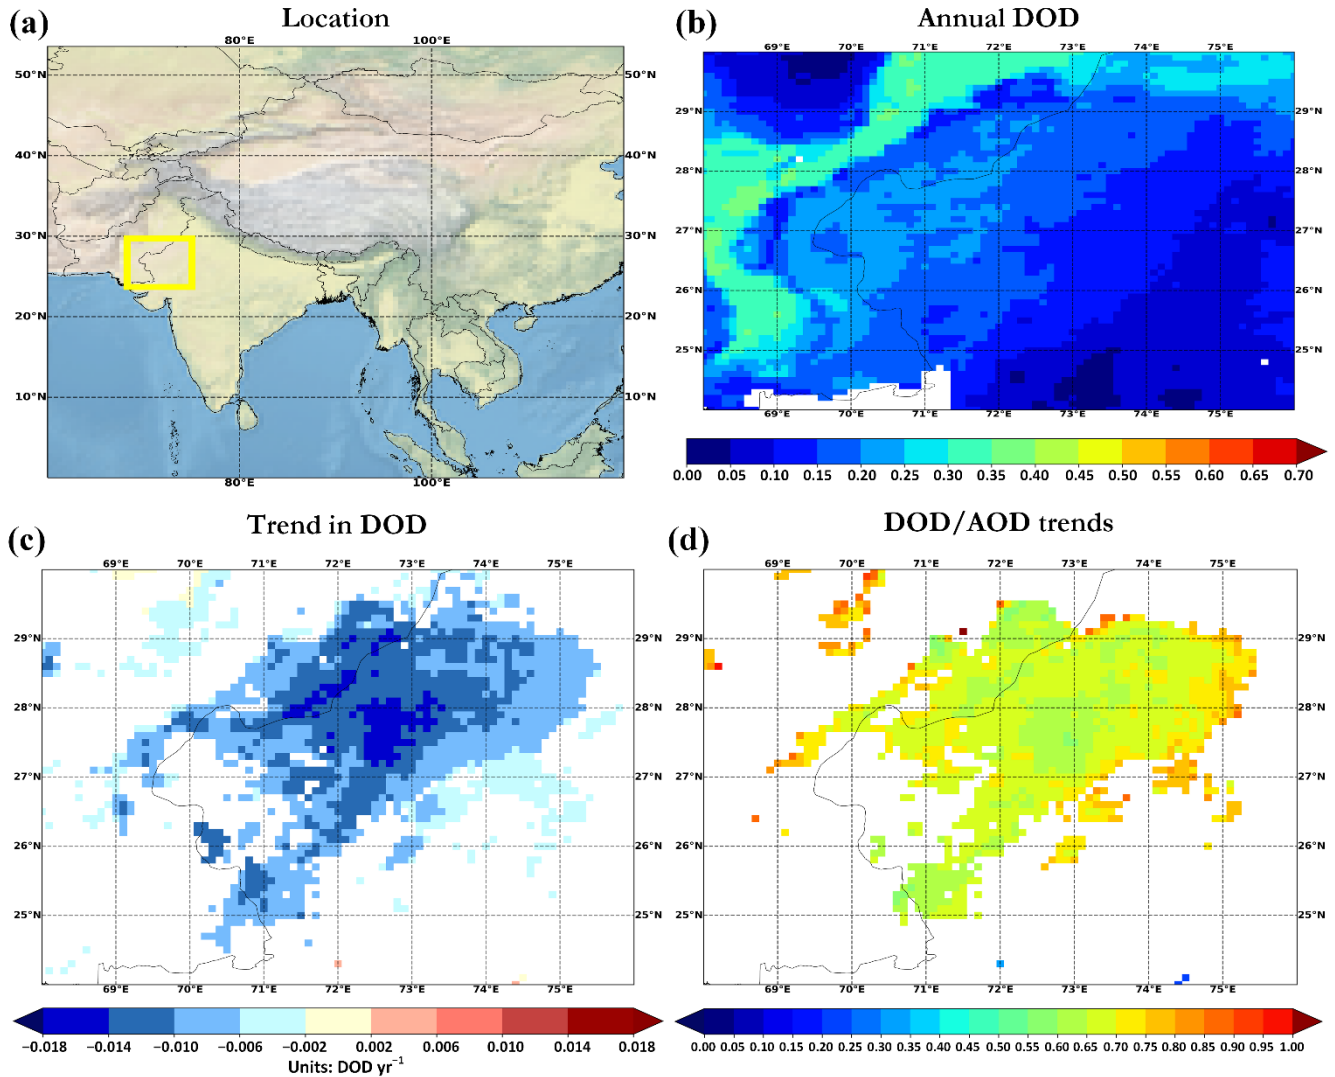 (a) Location
80°E 100°E
50°N 50°N
40°N 40°N
30°N 30°N
20°N 20°N
10°N 10°N
80°E 100°E
(b) Annual DOD
69°E 70°E 71°E 72°E 73°E 74°E 75°E
29°N 29°N
28°N 28°N
27°N 27°N
26°N 26°N
25°N 25°N
69°E 70°E 71°E 72°E 73°E 74°E 75°E
0.00 0.05 0.10 0.15 0.20 0.25 0.30 0.35 0.40 0.45 0.50 0.55 0.60 0.65 0.70
(c) Trend in DOD
69°E 70°E 71°E 72°E 73°E 74°E 75°E
29°N 29°N
28°N 28°N
27°N 27°N
26°N 26°N
25°N 25°N
69°E 70°E 71°E 72°E 73°E 74°E 75°E
−0.018 −0.014 −0.010 −0.006 −0.002 0.002 0.006 0.010 0.014 0.018
Units: DOD yr⁻¹
(d) DOD/AOD trends
69°E 70°E 71°E 72°E 73°E 74°E 75°E
29°N 29°N
28°N 28°N
27°N 27°N
26°N 26°N
25°N 25°N
69°E 70°E 71°E 72°E 73°E 74°E 75°E
0.00 0.05 0.10 0.15 0.20 0.25 0.30 0.35 0.40 0.45 0.50 0.55 0.60 0.65 0.70 0.75 0.80 0.85 0.90 0.95 1.00